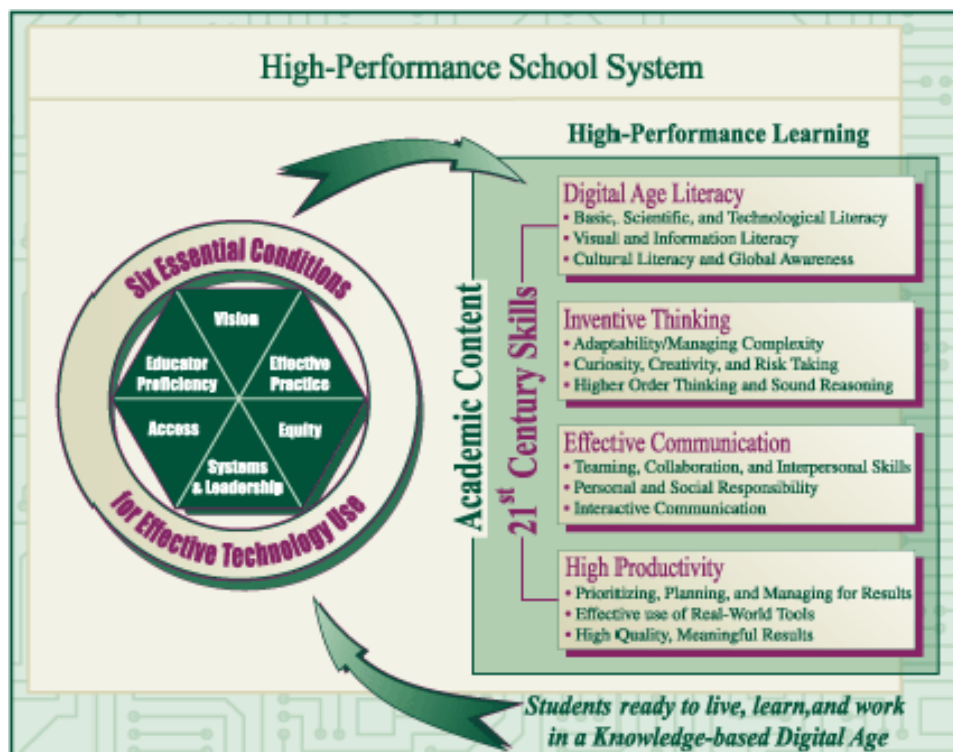 High-Performance School System
High-Performance Learning
Six Essential Conditions
for Effective Technology Use
Vision
Educator
Proficiency
Effective
Practice
Access
Equity
Systems
& Leadership
Academic Content
21st Century Skills
Digital Age Literacy
• Basic, Scientific, and Technological Literacy
• Visual and Information Literacy
• Cultural Literacy and Global Awareness
Inventive Thinking
• Adaptability/Managing Complexity
• Curiosity, Creativity, and Risk Taking
• Higher Order Thinking and Sound Reasoning
Effective Communication
• Teaming, Collaboration, and Interpersonal Skills
• Personal and Social Responsibility
• Interactive Communication
High Productivity
• Prioritizing, Planning, and Managing for Results
• Effective use of Real-World Tools
• High Quality, Meaningful Results
Students ready to live, learn,and work
in a Knowledge-based Digital Age